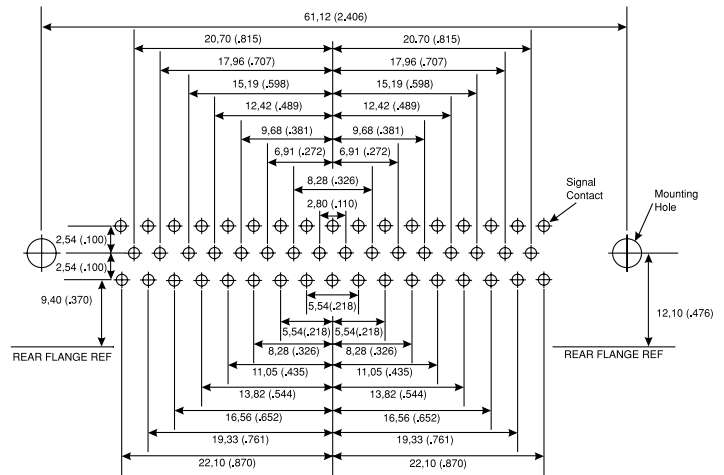 61,12 (2.406)
20,70 (.815) 20.70 (.815)
17,96 (.707) 17,96 (.707)
15,19 (.598) 15.19 (.598)
12,42 (.489) 12,42 (.489)
9,68 (.381) 9,68 (.381)
6,91 (.272) 6,91 (.272)
8,28 (.326)
2,80 (.110)
Signal
Contact
Mounting
Hole
2,54 (.100)
2,54 (.100)
9,40 (.370)
12,10 (.476)
5,54 (.218)
5,54(.218) 5,54(.218)
REAR FLANGE REF REAR FLANGE REF
8,28 (.326) 8,28 (.326)
11,05 (.435) 11,05 (.435)
13,82 (.544) 13,82 (.544)
16,56 (.652) 16,56 (.652)
19,33 (.761) 19,33 (.761)
22,10 (.870) 22,10 (.870)